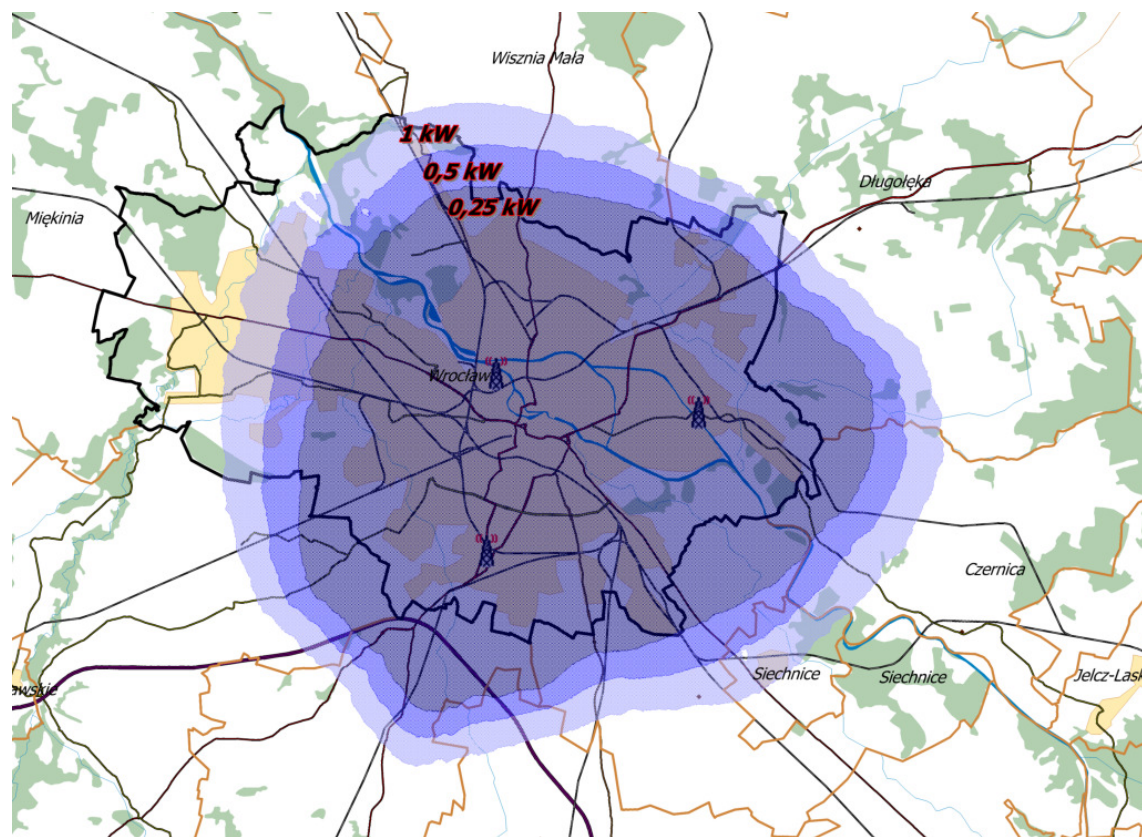 Wisznia Mała
1 kW
0,5 kW
Długołęka
0,25 kW
Miękinia
Wrocław
Czernica
Siechnice
Siechnice
Jelcz-Lask
awskie